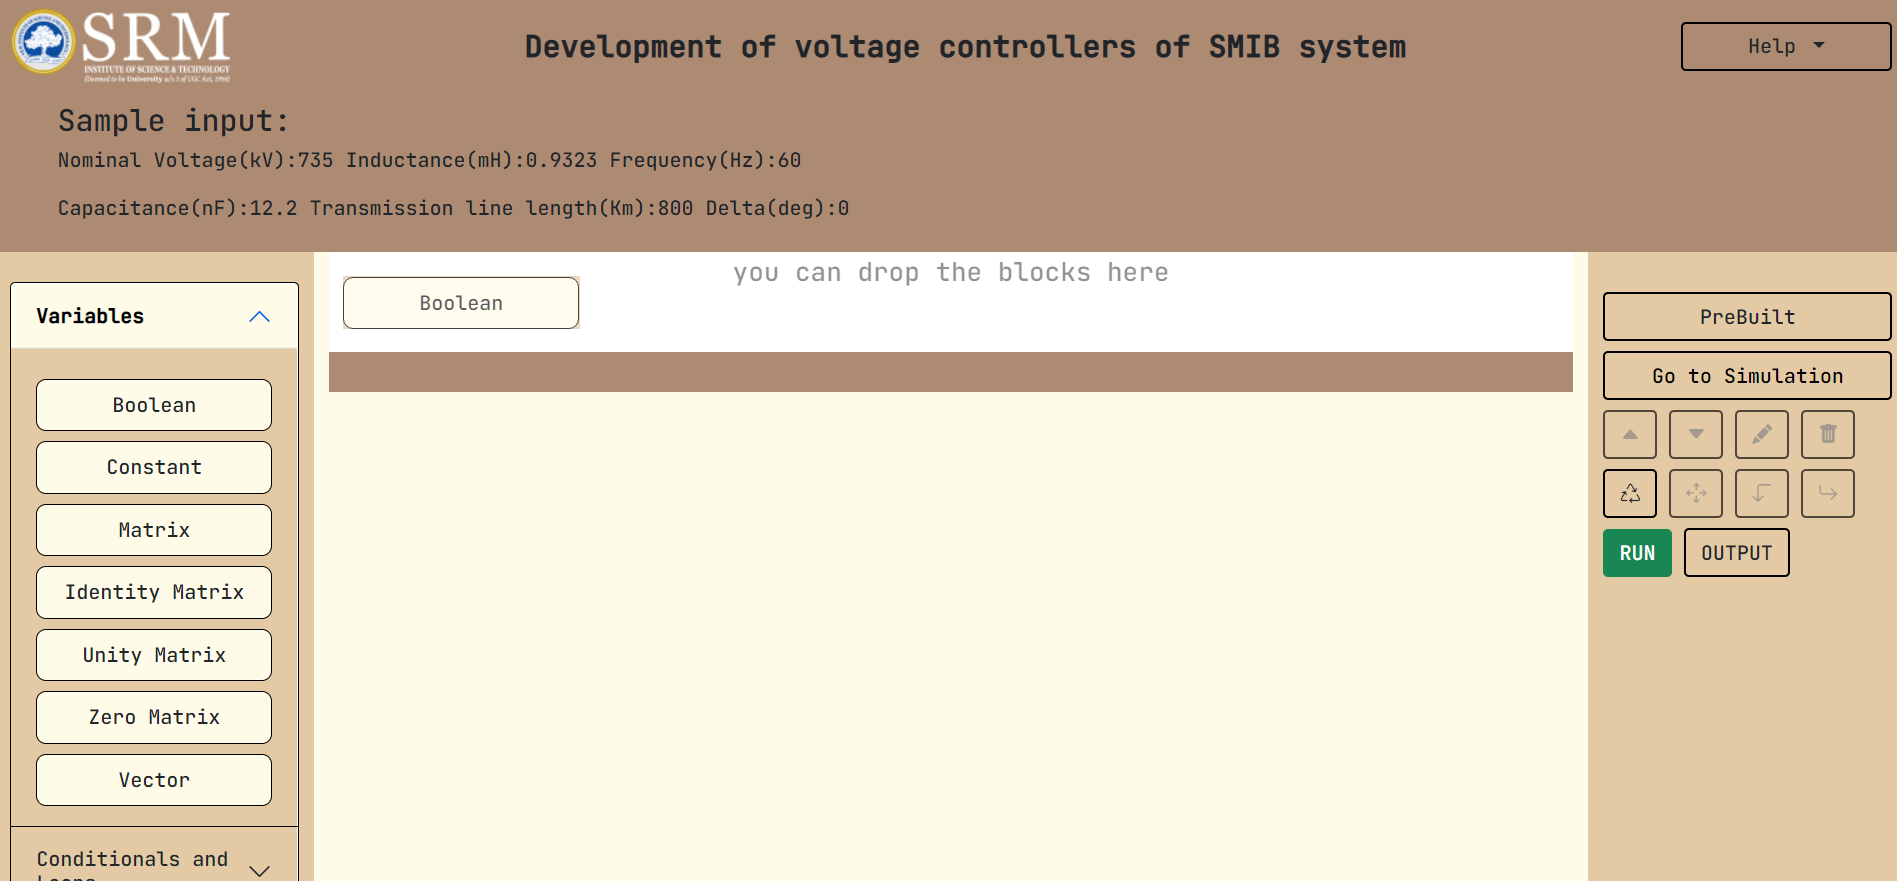 SRM
INSTITUTE OF SCIENCE & TECHNOLOGY
(Deemed to be University u/s 3 of UGC Act, 1956)
Development of voltage controllers of SMIB system
Help
Sample input:
Nominal Voltage(kV):735 Inductance(mH):0.9323 Frequency(Hz):60
Capacitance(nF):12.2 Transmission line length(Km):800 Delta(deg):0
Variables
Boolean
Constant
Matrix
Identity Matrix
Unity Matrix
Zero Matrix
Vector
Conditionals and
you can drop the blocks here
Boolean
PreBuilt
Go to Simulation
RUN
OUTPUT